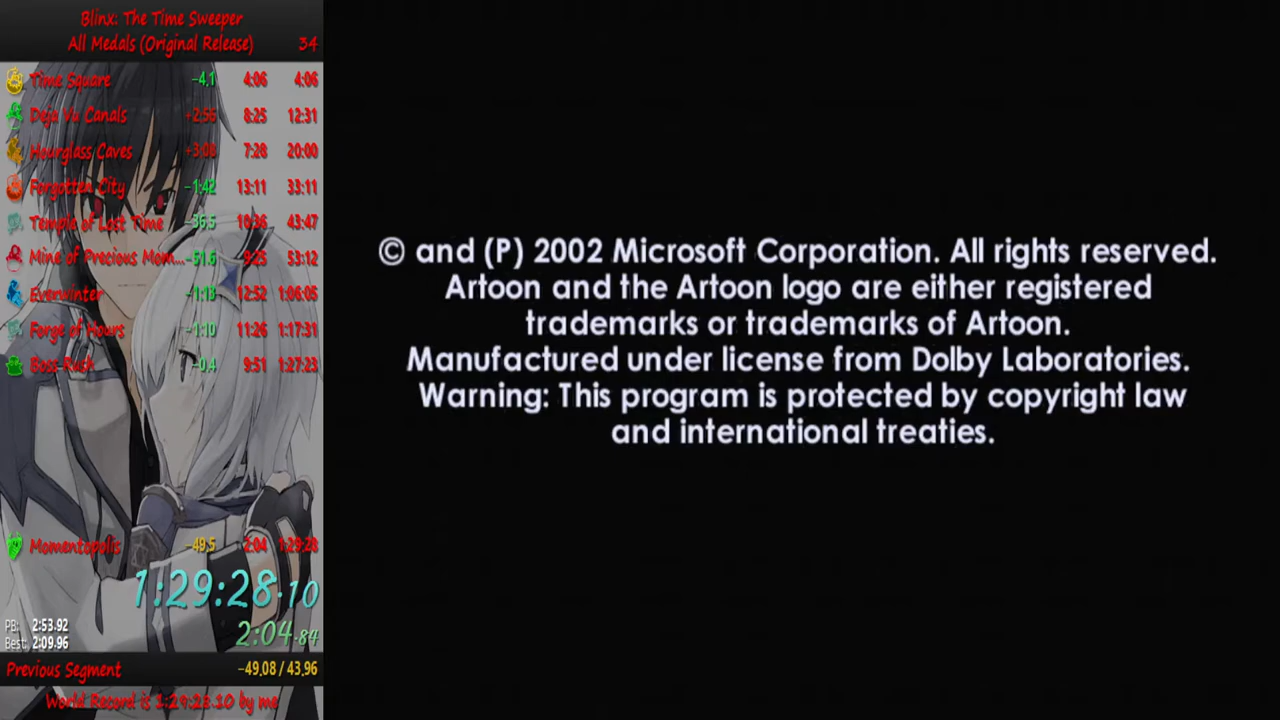 Blinx: The Time Sweeper
All Medals (Original Release) 34
Time Square -4.1 4:06 4:06
Deja Vu Canals +2:56 8:25 12:31
Hourglass Caves +3:08 7:28 20:00
Forgotten City -1:42 13:11 33:11
Temple of Lost Time -36.5 10:36 43:47
Mine of Precious Mom... -51.6 9:25 53:12
Everwinter -1:13 12:52 1:06:05
Forge of Hours -1:10 11:26 1:17:31
Boss Rush -0.4 9:51 1:27:23
Momentopolis -49.5 2:04 1:29:28
1:29:28.10
PB: 2:53.92
Best: 2:09.96
2:04.84
Previous Segment -49.08 / 43.96
World Record is 1:29:28.10 by me
© and (P) 2002 Microsoft Corporation. All rights reserved.
Artoon and the Artoon logo are either registered
trademarks or trademarks of Artoon.
Manufactured under license from Dolby Laboratories.
Warning: This program is protected by copyright law
and international treaties.